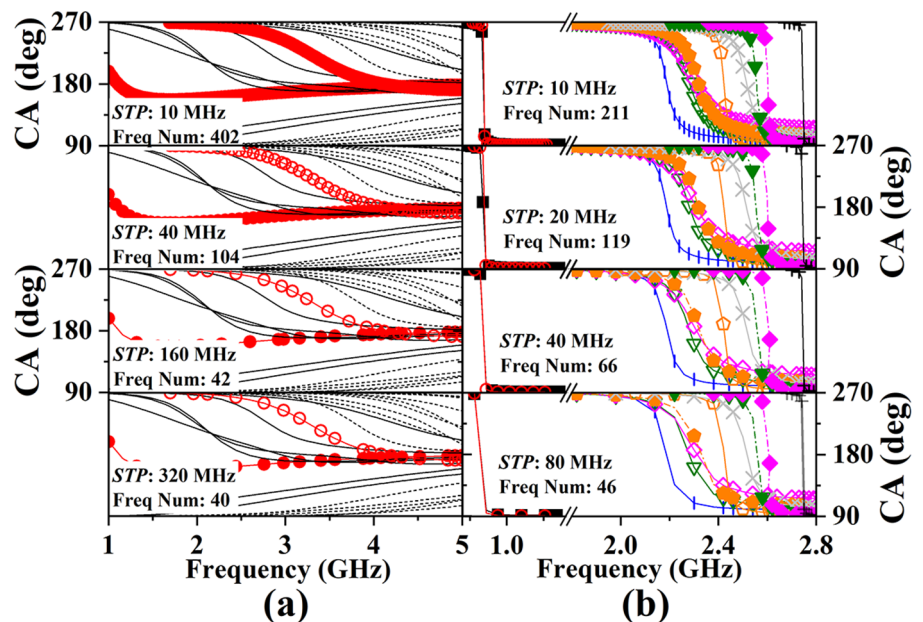 270
CA (deg)
180
STP: 10 MHz
Freq Num: 402
90
STP: 40 MHz
Freq Num: 104
270
CA (deg)
180
STP: 160 MHz
Freq Num: 42
90
STP: 320 MHz
Freq Num: 40
1 2 3 4 5
Frequency (GHz)
(a)
STP: 10 MHz
Freq Num: 211
270
STP: 20 MHz
Freq Num: 119
180
CA (deg)
90
STP: 40 MHz
Freq Num: 66
270
STP: 80 MHz
Freq Num: 46
180
CA (deg)
90
1.0 2.0 2.4 2.8
Frequency (GHz)
(b)